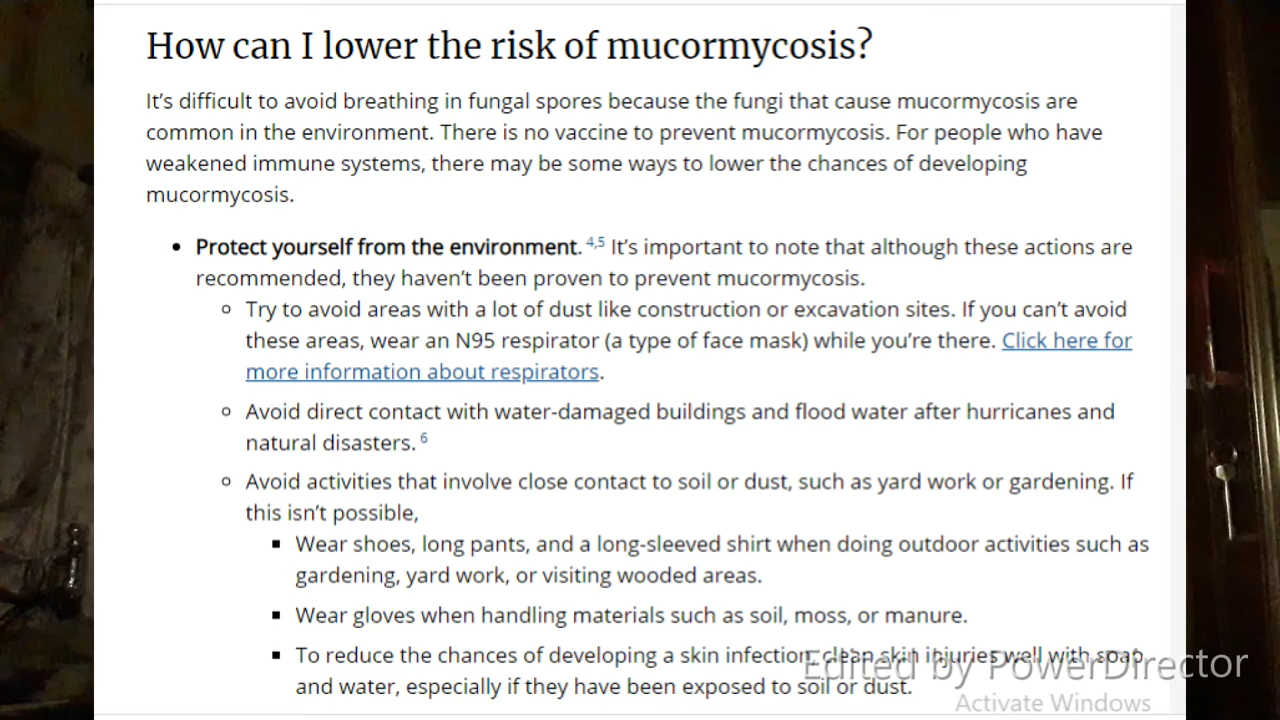 How can I lower the risk of mucormycosis?
It's difficult to avoid breathing in fungal spores because the fungi that cause mucormycosis are
common in the environment. There is no vaccine to prevent mucormycosis. For people who have
weakened immune systems, there may be some ways to lower the chances of developing
mucormycosis.
• Protect yourself from the environment. 4,5 It's important to note that although these actions are
recommended, they haven't been proven to prevent mucormycosis.
◦ Try to avoid areas with a lot of dust like construction or excavation sites. If you can't avoid
these areas, wear an N95 respirator (a type of face mask) while you're there. Click here for
more information about respirators.
◦ Avoid direct contact with water-damaged buildings and flood water after hurricanes and
natural disasters. 6
◦ Avoid activities that involve close contact to soil or dust, such as yard work or gardening. If
this isn't possible,
▪ Wear shoes, long pants, and a long-sleeved shirt when doing outdoor activities such as
gardening, yard work, or visiting wooded areas.
▪ Wear gloves when handling materials such as soil, moss, or manure.
▪ To reduce the chances of developing a skin infection, clean skin injuries well with soap
and water, especially if they have been exposed to soil or dust.
Edited by PowerDirector
Activate Windows